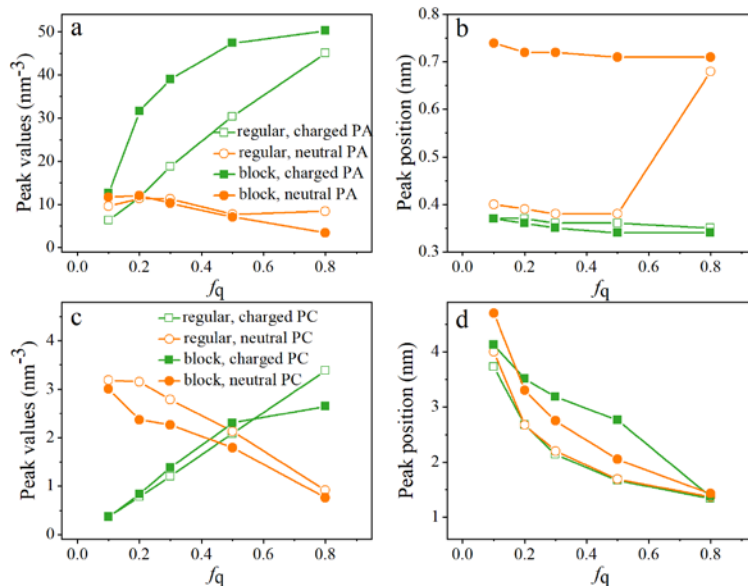 a
Peak values (nm⁻³)
50
40
30
20
10
0
regular, charged PA
regular, neutral PA
block, charged PA
block, neutral PA
0.0 0.2 0.4 0.6 0.8
fq
b
Peak position (nm)
0.8
0.7
0.6
0.5
0.4
0.3
0.0 0.2 0.4 0.6 0.8
fq
c
Peak values (nm⁻³)
4
3
2
1
0
regular, charged PC
regular, neutral PC
block, charged PC
block, neutral PC
0.0 0.2 0.4 0.6 0.8
fq
d
Peak position (nm)
4
3
2
1
0.0 0.2 0.4 0.6 0.8
fq